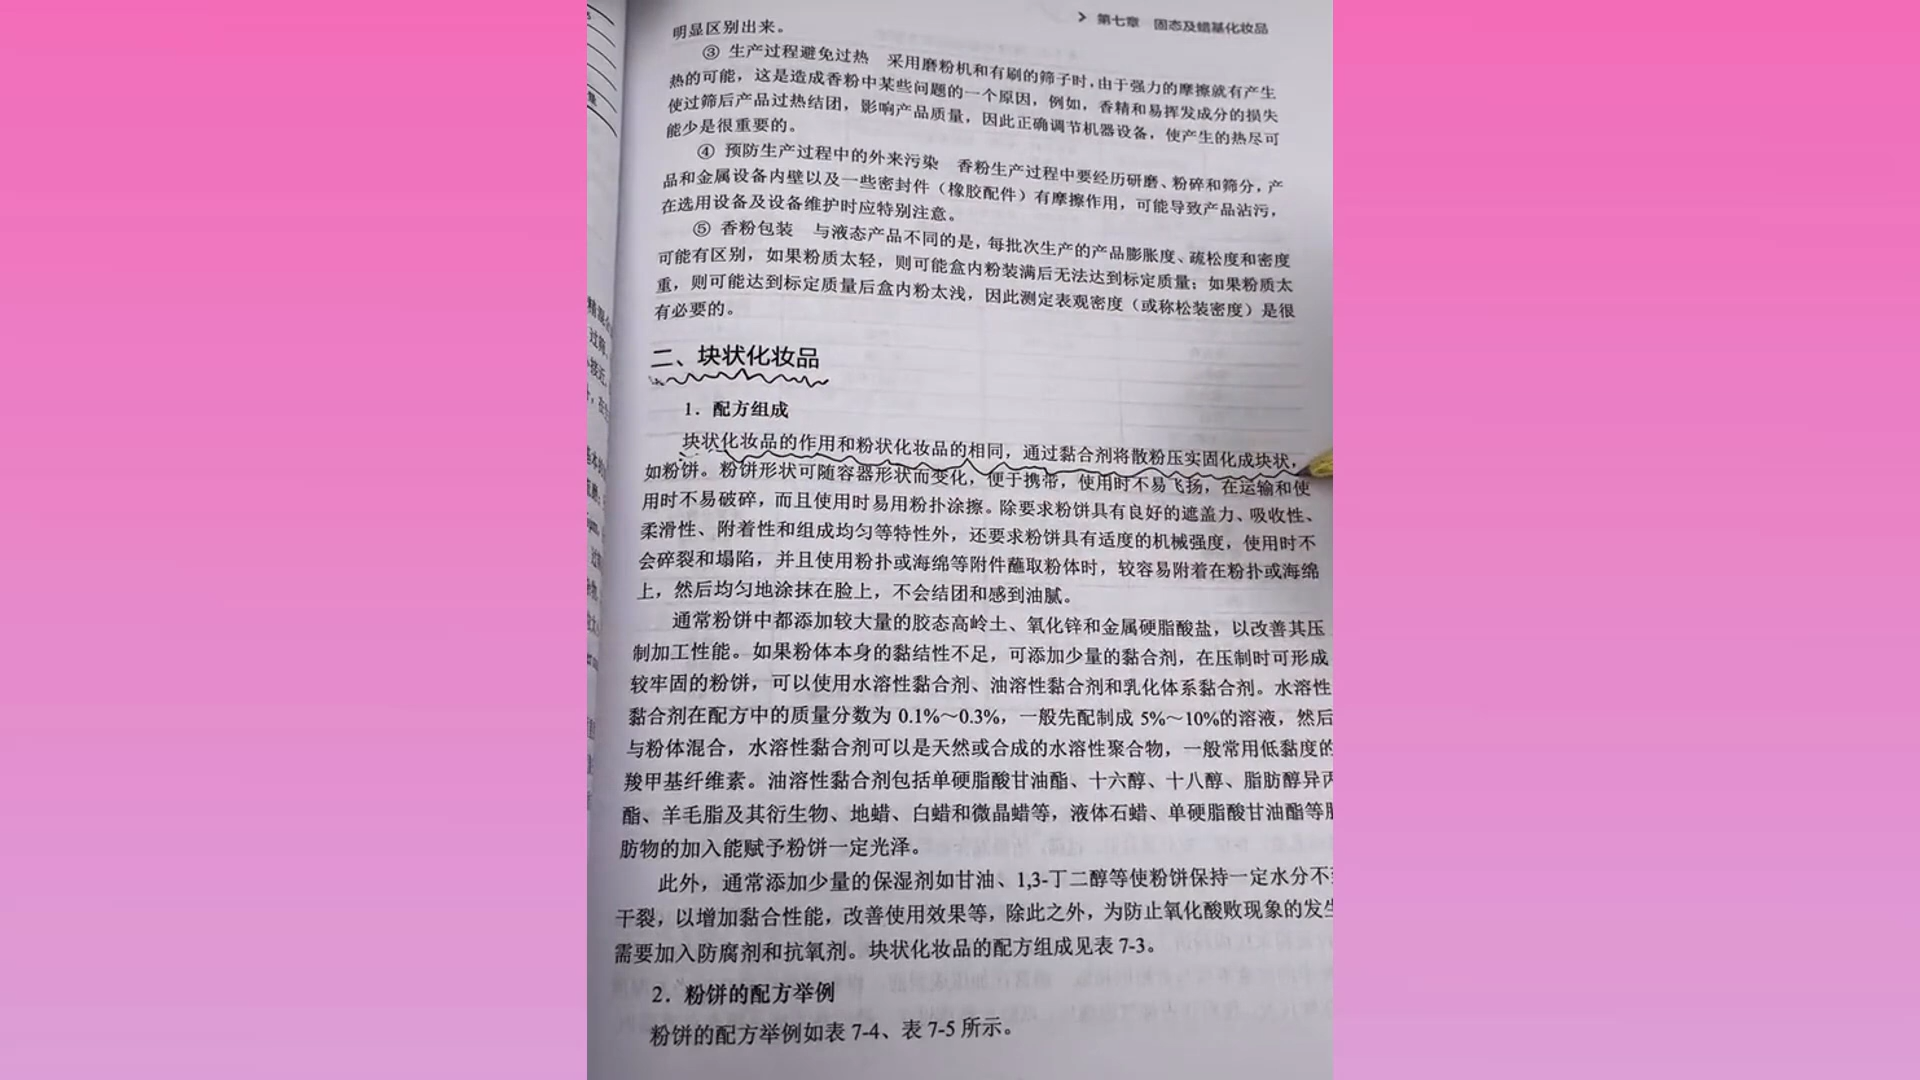 第七章 固态及蜡基化妆品
明显区别出来。
③ 生产过程避免过热 采用磨粉机和有刷的筛子时，由于强力的摩擦就有产生
热的可能，这是造成香粉中某些问题的一个原因，例如，香精和易挥发成分的损失
使过筛后产品过热结团，影响产品质量，因此正确调节机器设备，使产生的热尽可
能少是很重要的。
④ 预防生产过程中的外来污染 香粉生产过程中要经历研磨、粉碎和筛分，产
品和金属设备内壁以及一些密封件（橡胶配件）有摩擦作用，可能导致产品沾污，
在选用设备及设备维护时应特别注意。
⑤ 香粉包装 与液态产品不同的是，每批次生产的产品膨胀度、疏松度和密度
可能有区别，如果粉质太轻，则可能盒内粉装满后无法达到标定质量；如果粉质太
重，则可能达到标定质量后盒内粉太浅，因此测定表观密度（或称松装密度）是很
有必要的。
二、块状化妆品
1．配方组成
块状化妆品的作用和粉状化妆品的相同，通过黏合剂将散粉压实固化成块状，
如粉饼。粉饼形状可随容器形状而变化，便于携带，使用时不易飞扬，在运输和使
用时不易破碎，而且使用时易用粉扑涂擦。除要求粉饼具有良好的遮盖力、吸收性、
柔滑性、附着性和组成均匀等特性外，还要求粉饼具有适度的机械强度，使用时不
会碎裂和塌陷，并且使用粉扑或海绵等附件蘸取粉体时，较容易附着在粉扑或海绵
上，然后均匀地涂抹在脸上，不会结团和感到油腻。
通常粉饼中都添加较大量的胶态高岭土、氧化锌和金属硬脂酸盐，以改善其压
制加工性能。如果粉体本身的黏结性不足，可添加少量的黏合剂，在压制时可形成
较牢固的粉饼，可以使用水溶性黏合剂、油溶性黏合剂和乳化体系黏合剂。水溶性
黏合剂在配方中的质量分数为 0.1%～0.3%，一般先配制成 5%～10%的溶液，然后
与粉体混合，水溶性黏合剂可以是天然或合成的水溶性聚合物，一般常用低黏度的
羧甲基纤维素。油溶性黏合剂包括单硬脂酸甘油酯、十六醇、十八醇、脂肪醇异丙
酯、羊毛脂及其衍生物、地蜡、白蜡和微晶蜡等，液体石蜡、单硬脂酸甘油酯等脂
肪物的加入能赋予粉饼一定光泽。
此外，通常添加少量的保湿剂如甘油、1,3-丁二醇等使粉饼保持一定水分不
干裂，以增加黏合性能，改善使用效果等，除此之外，为防止氧化酸败现象的发生
需要加入防腐剂和抗氧剂。块状化妆品的配方组成见表 7-3。
2．粉饼的配方举例
粉饼的配方举例如表 7-4、表 7-5 所示。